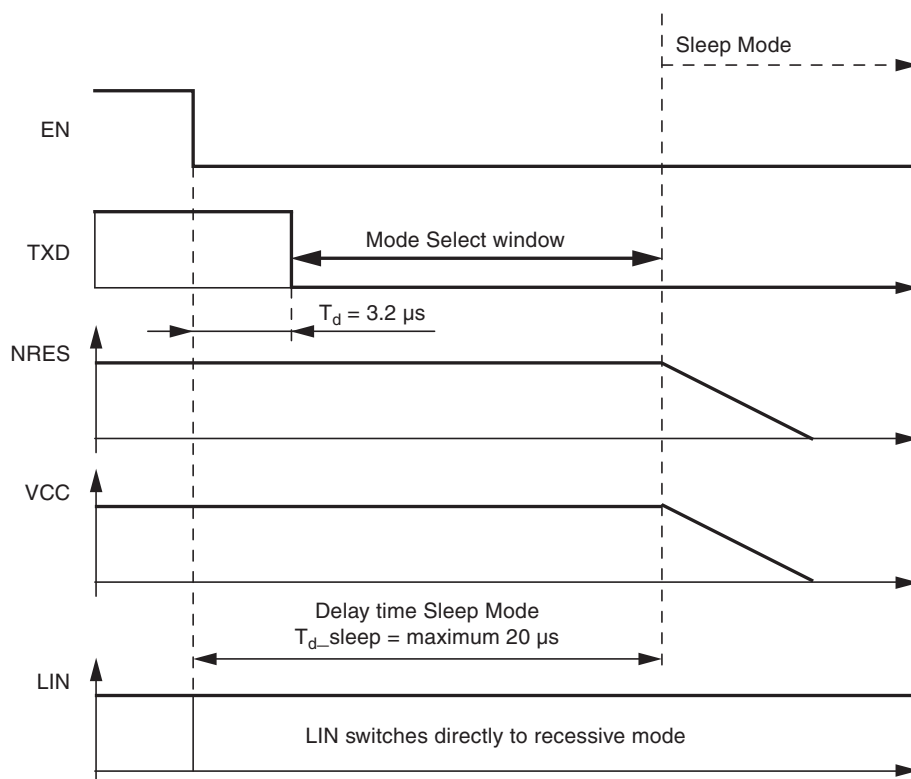 Sleep Mode
EN
TXD
Mode Select window
T_d = 3.2 µs
NRES
VCC
Delay time Sleep Mode
T_d_sleep = maximum 20 µs
LIN
LIN switches directly to recessive mode